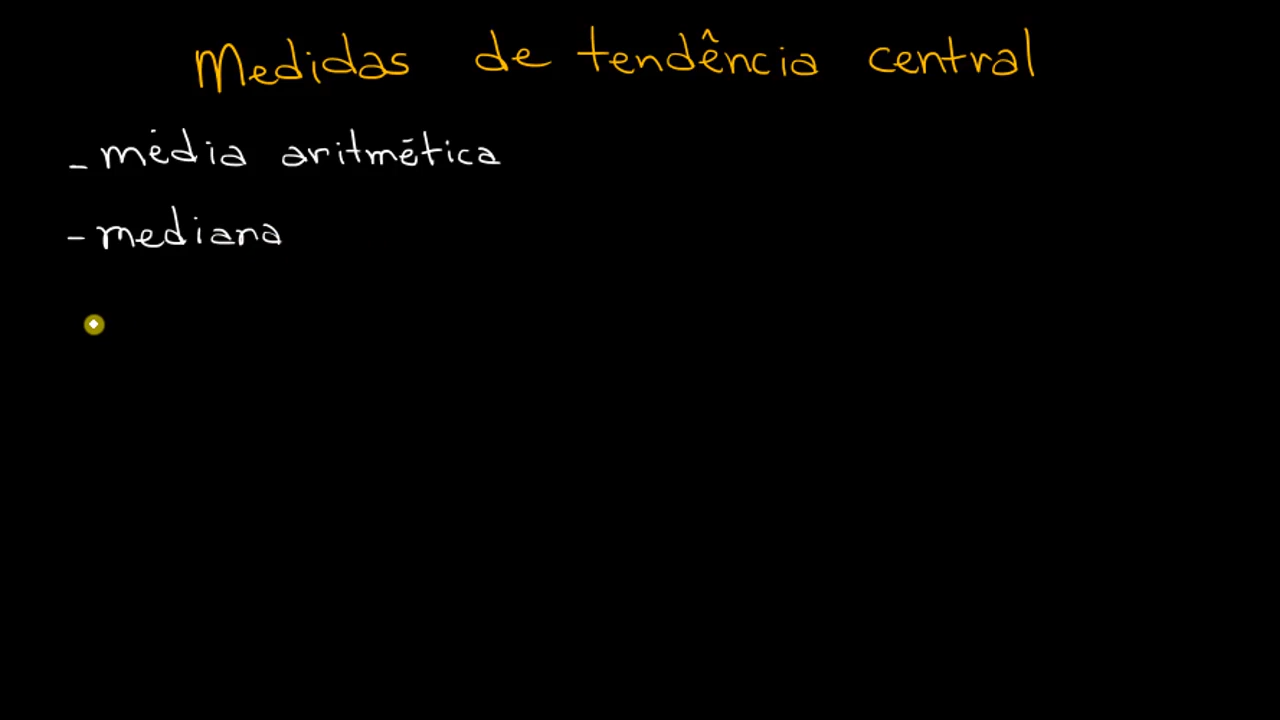 Medidas de tendência central
- média aritmética
- mediana